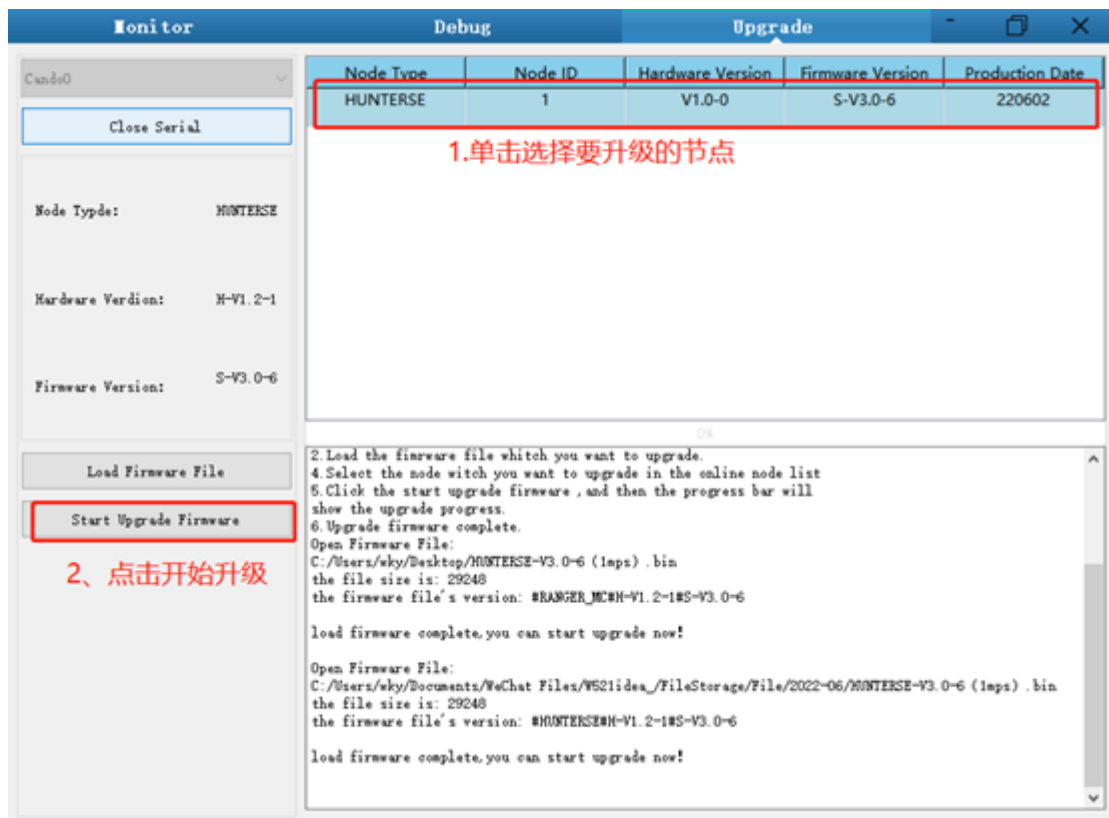 Monitor
Debug
Upgrade
Cando0
Close Serial
Node Typde: HUNTERSE
Hardware Verdion: H-V1.2-1
Firmware Version: S-V3.0-6
Load Firmware File
Start Upgrade Firmware
2、点击开始升级
Node Type Node ID Hardware Version Firmware Version Production Date
HUNTERSE 1 V1.0-0 S-V3.0-6 220602
1.单击选择要升级的节点
0%
2.Load the finrware file whitch you want to upgrade.
4.Select the node witch you want to upgrade in the online node list
5.Click the start upgrade firmware ,and then the progress bar will
show the upgrade progress.
6.Upgrade firmware complete.
Open Firmware File:
C:/Users/wky/Desktop/HUNTERSE-V3.0-6 (1mps) .bin
the file size is: 29248
the firmware file's version: #RANGER_MC#H-V1.2-1#S-V3.0-6
load firmware complete,you can start upgrade now!
Open Firmware File:
C:/Users/wky/Documents/WeChat Files/W521idea_/FileStorage/File/2022-06/HUNTERSE-V3.0-6 (1mps) .bin
the file size is: 29248
the firmware file's version: #HUNTERSE#H-V1.2-1#S-V3.0-6
load firmware complete,you can start upgrade now!